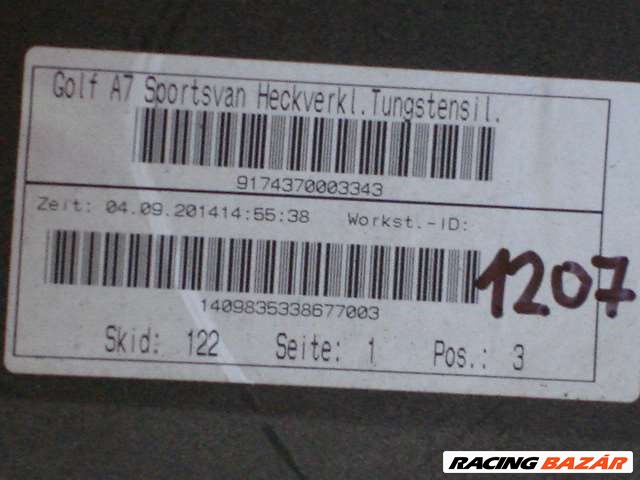 Golf A7 Sportsvan Heckverkl.Tungstensil.
9174370003343
Zeit: 04.09.201414:55:38 Workst.-ID:
1409835338677003
1207
Skid: 122 Seite: 1 Pos.: 3
RACING BAZÁR